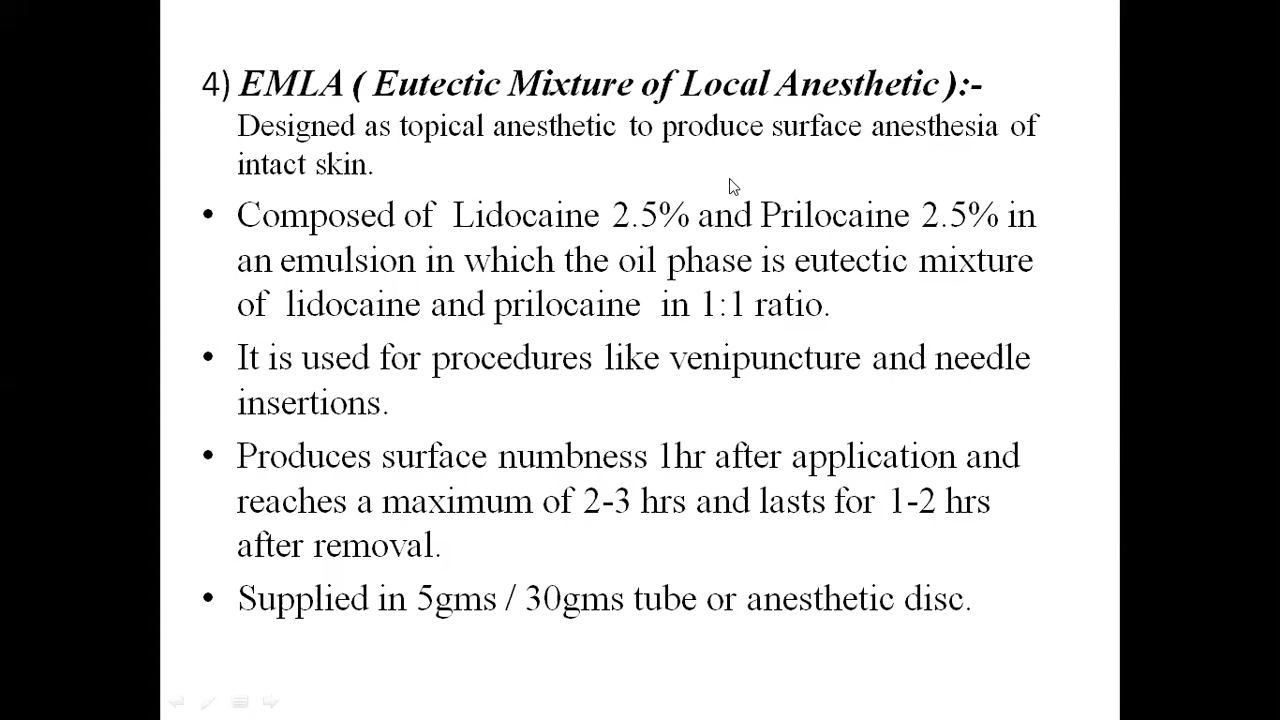 4) EMLA ( Eutectic Mixture of Local Anesthetic ):-
Designed as topical anesthetic to produce surface anesthesia of
intact skin.
• Composed of Lidocaine 2.5% and Prilocaine 2.5% in
an emulsion in which the oil phase is eutectic mixture
of lidocaine and prilocaine in 1:1 ratio.
• It is used for procedures like venipuncture and needle
insertions.
• Produces surface numbness 1hr after application and
reaches a maximum of 2-3 hrs and lasts for 1-2 hrs
after removal.
• Supplied in 5gms / 30gms tube or anesthetic disc.